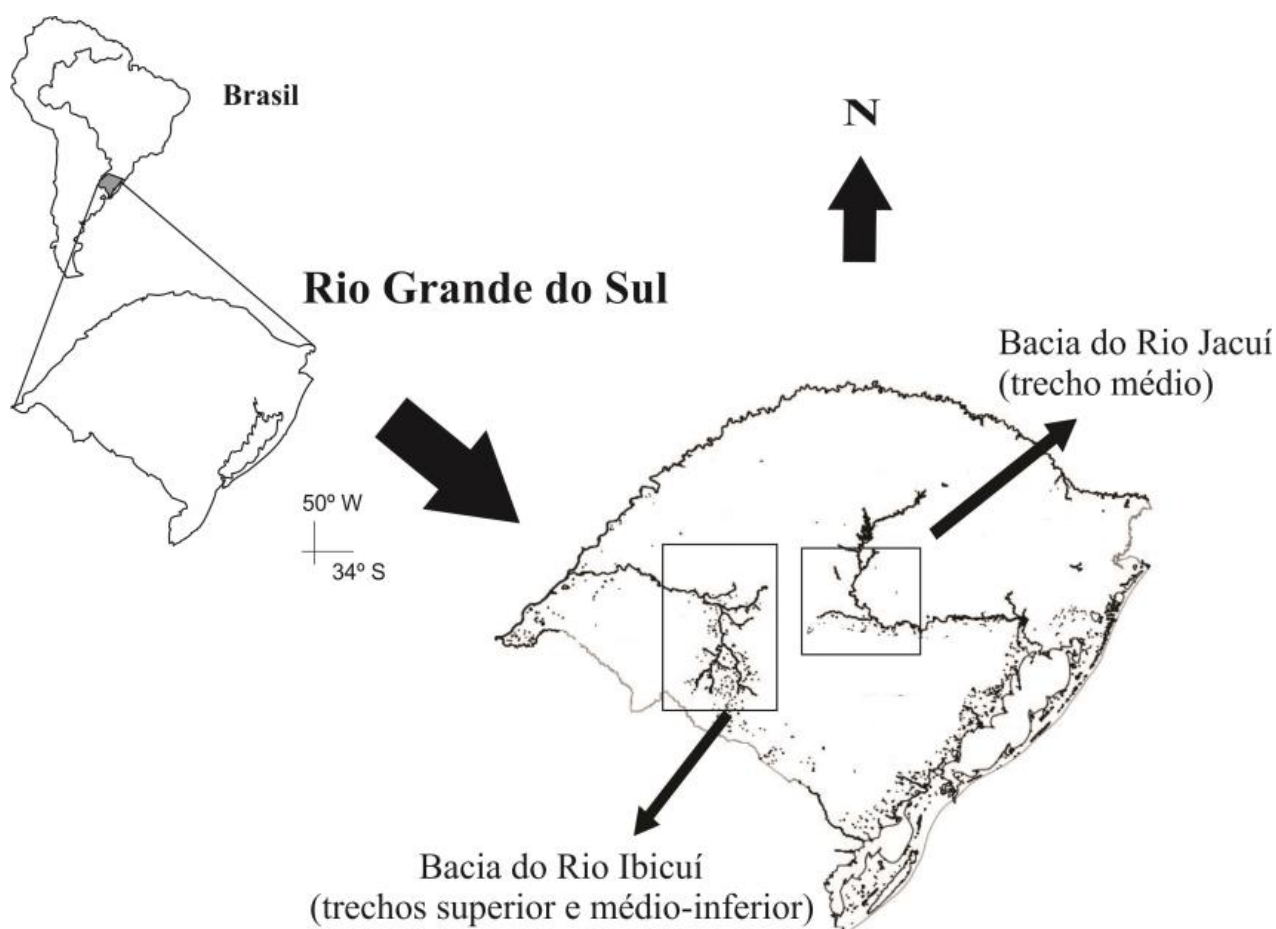 Brasil
N
Rio Grande do Sul
Bacia do Rio Jacuí
(trecho médio)
50º W
34º S
Bacia do Rio Ibicuí
(trechos superior e médio-inferior)